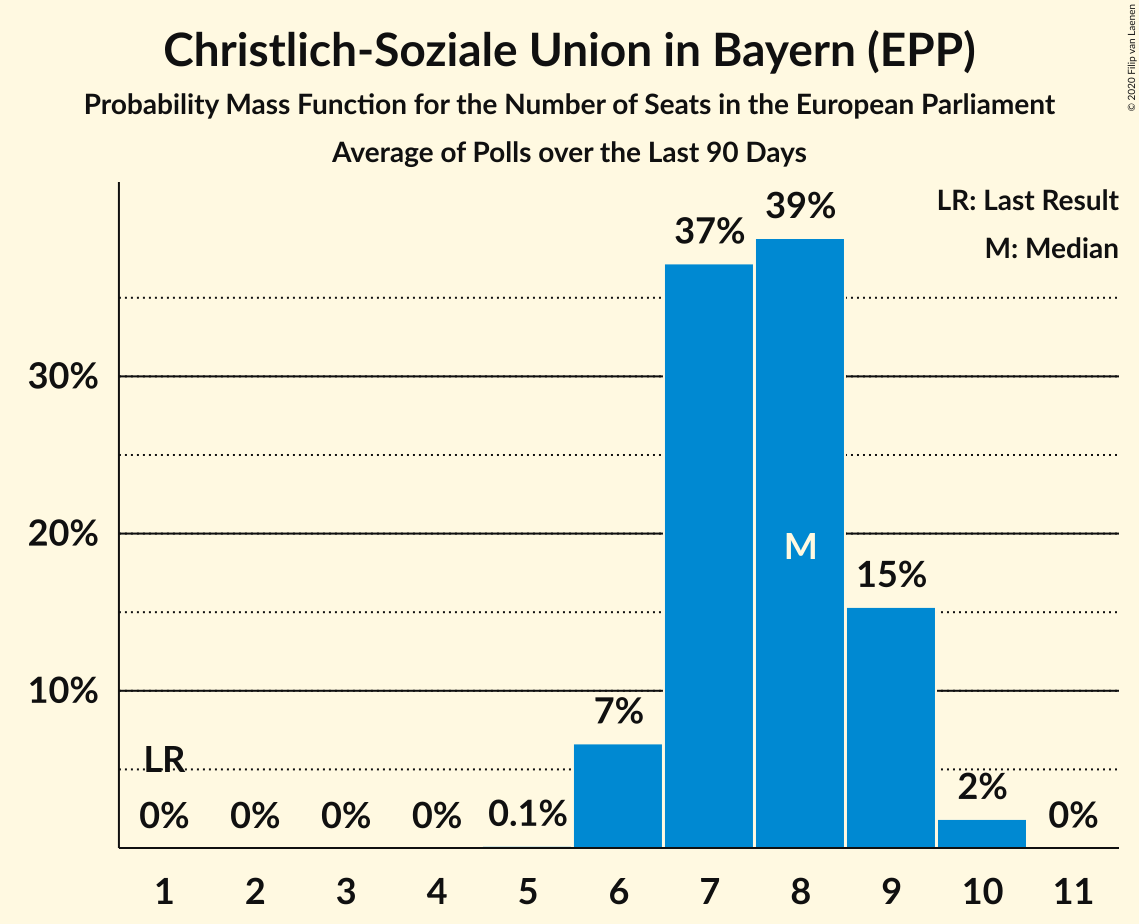 Christlich-Soziale Union in Bayern (EPP)
Probability Mass Function for the Number of Seats in the European Parliament
Average of Polls over the Last 90 Days
© 2020 Filip van Laenen
LR: Last Result
M: Median
39%
37%
30%
20%
M
15%
10%
7%
LR
2%
0% 0% 0% 0% 0.1% 0%
1 2 3 4 5 6 7 8 9 10 11